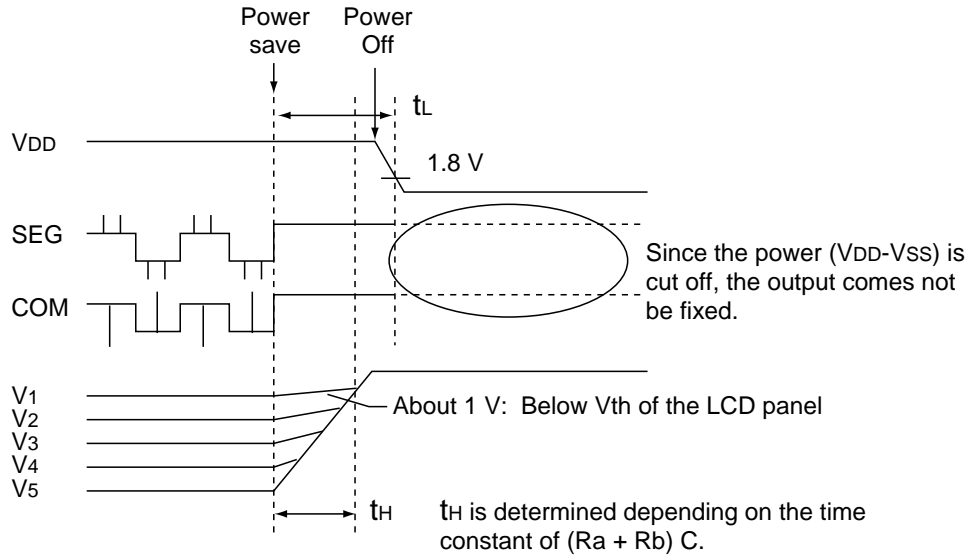 Power
save
Power
Off
tL
VDD
1.8 V
SEG
Since the power (VDD-VSS) is
cut off, the output comes not
be fixed.
COM
V1
About 1 V: Below Vth of the LCD panel
V2
V3
V4
V5
tH
tH is determined depending on the time
constant of (Ra + Rb) C.